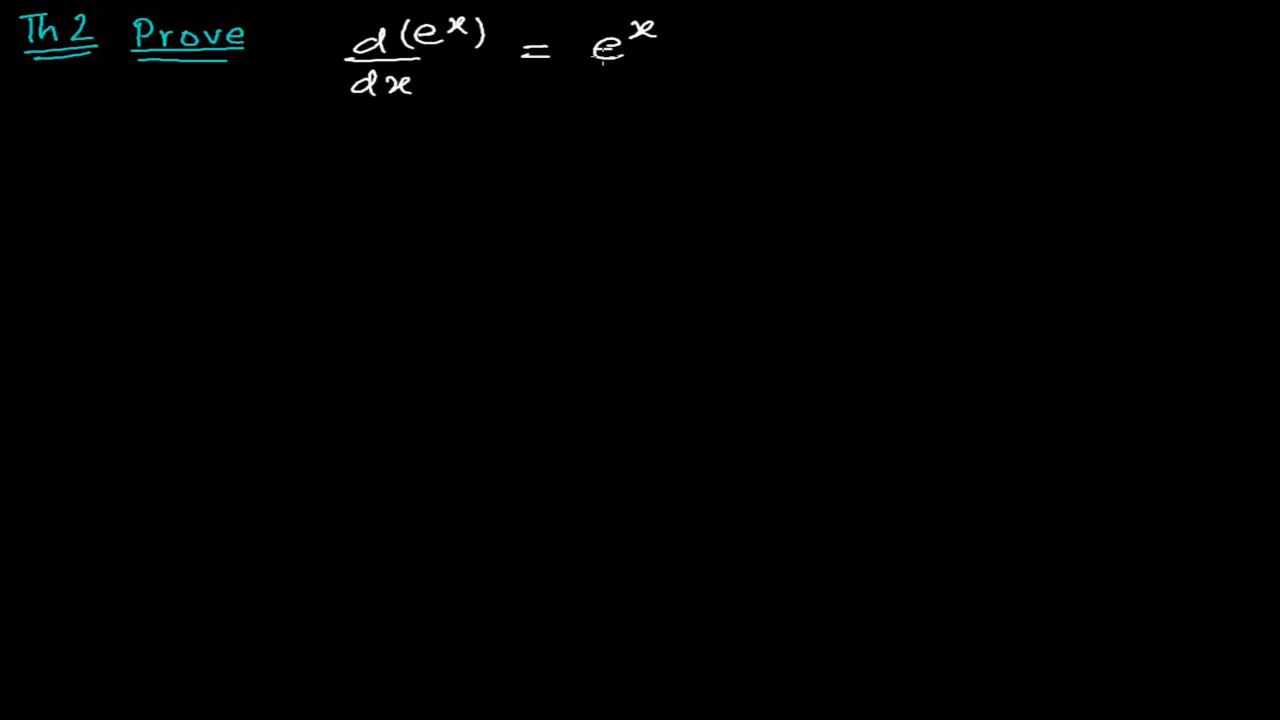 Th 2 Prove d(e^x)/dx = e^x